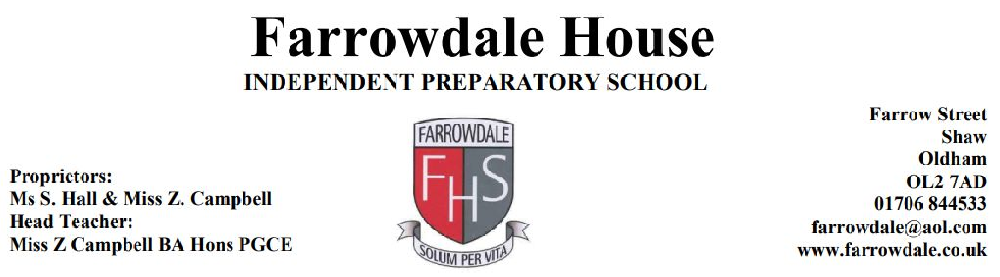 Farrowdale House
INDEPENDENT PREPARATORY SCHOOL
FARROWDALE
FHS
SOLUM PER VITA
Proprietors:
Ms S. Hall & Miss Z. Campbell
Head Teacher:
Miss Z Campbell BA Hons PGCE
Farrow Street
Shaw
Oldham
OL2 7AD
01706 844533
farrowdale@aol.com
www.farrowdale.co.uk